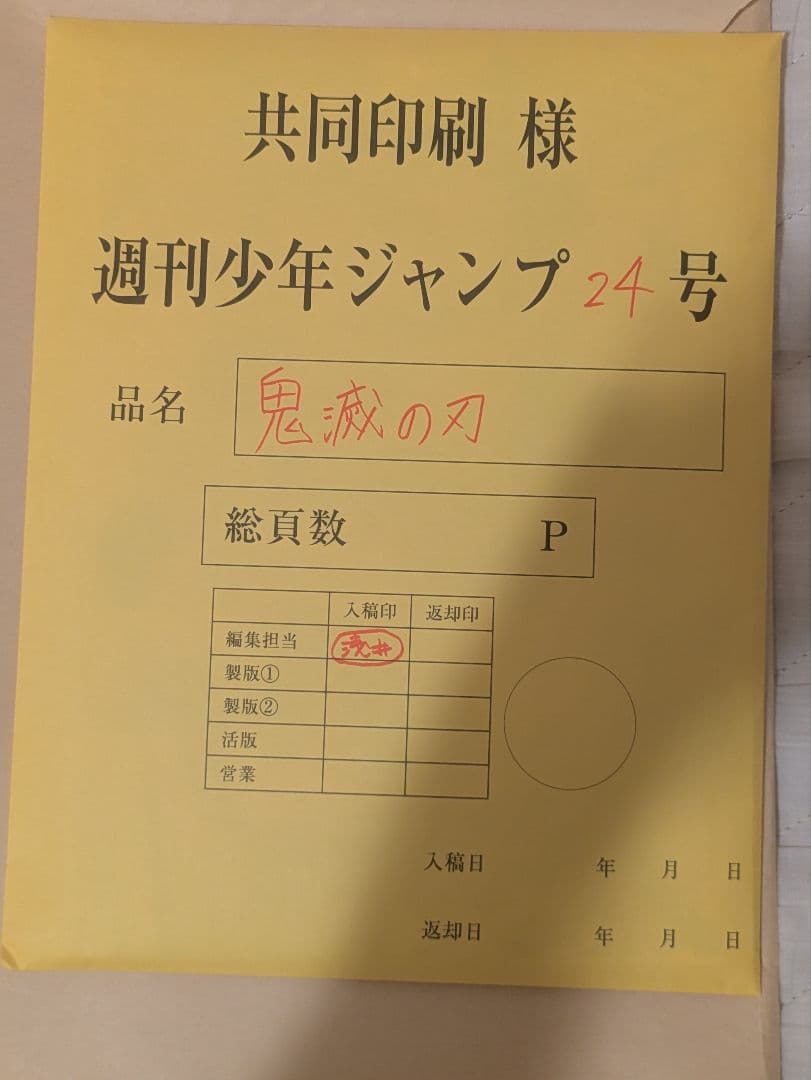 共同印刷 様
週刊少年ジャンプ 24 号
品名 鬼滅の刃
総頁数 P
入稿印 返却印
編集担当 浅井
製版①
製版②
活版
営業
入稿日 年 月 日
返却日 年 月 日